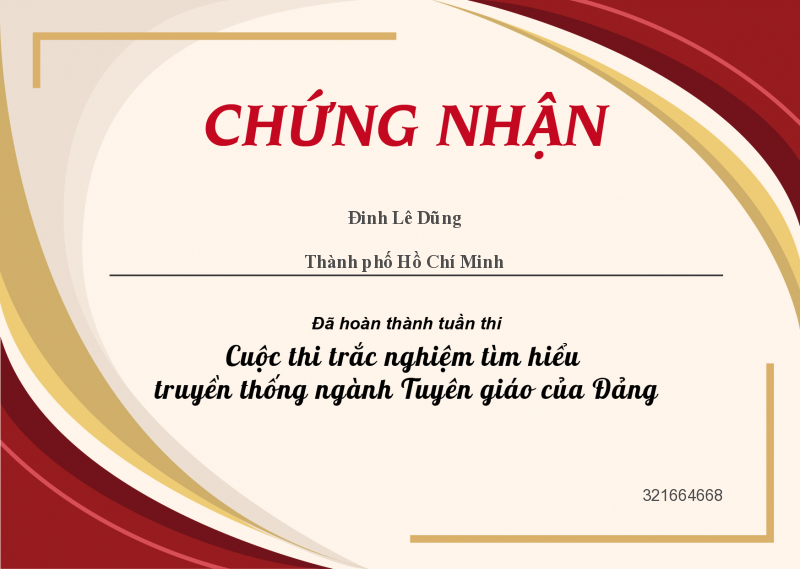 CHỨNG NHẬN
Đinh Lê Dũng
Thành phố Hồ Chí Minh
Đã hoàn thành tuần thi
Cuộc thi trắc nghiệm tìm hiểu
truyền thống ngành Tuyên giáo của Đảng
321664668